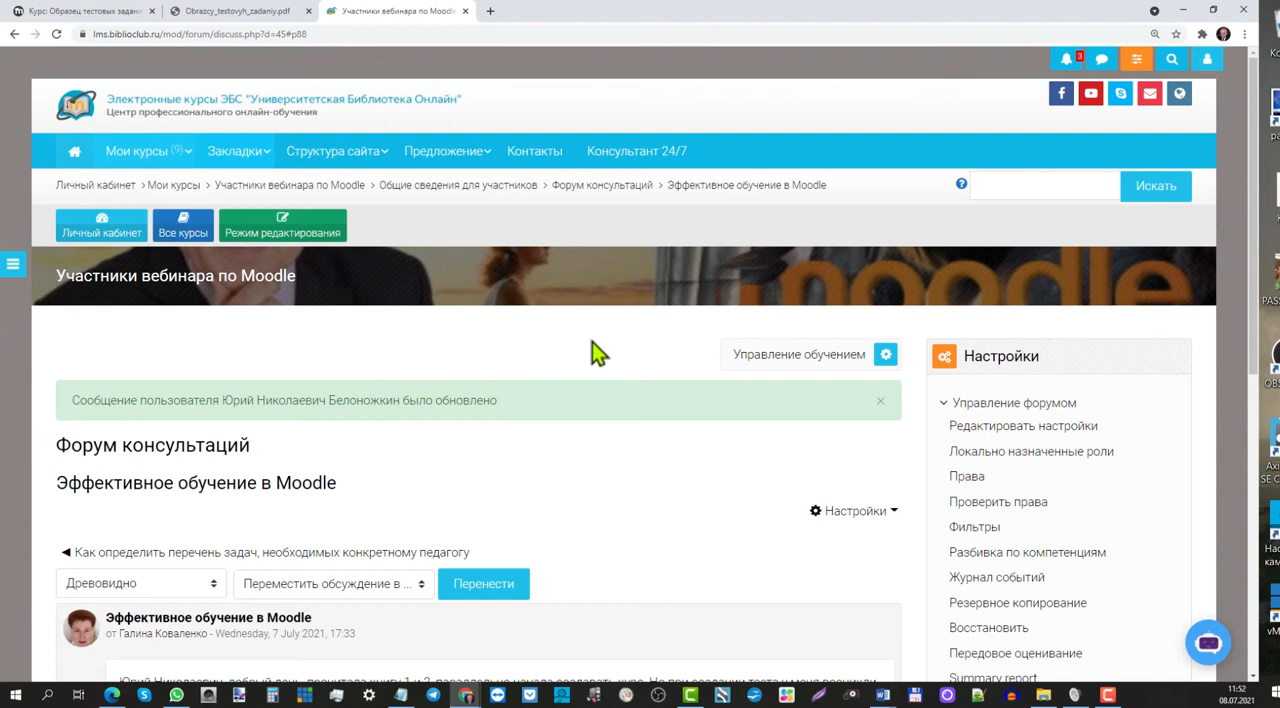 Курс: Образец тестовых задани
Obrazcy_testovyh_zadaniy.pdf
Участники вебинара по Moodle
lms.biblioclub.ru/mod/forum/discuss.php?d=45#p88
3
Электронные курсы ЭБС "Университетская Библиотека Онлайн"
Центр профессионального онлайн-обучения
Мои курсы (9) Закладки Структура сайта Предложение Контакты Консультант 24/7
Личный кабинет > Мои курсы > Участники вебинара по Moodle > Общие сведения для участников > Форум консультаций > Эффективное обучение в Moodle
Искать
Личный кабинет
Все курсы
Режим редактирования
Участники вебинара по Moodle
moodle
Управление обучением
Настройки
Сообщение пользователя Юрий Николаевич Белоножкин было обновлено ×
Управление форумом
Редактировать настройки
Локально назначенные роли
Права
Проверить права
Фильтры
Разбивка по компетенциям
Журнал событий
Резервное копирование
Восстановить
Передовое оценивание
Summary report
Форум консультаций
Эффективное обучение в Moodle
Настройки
◄ Как определить перечень задач, необходимых конкретному педагогу
Древовидно
Переместить обсуждение в ...
Перенести
Эффективное обучение в Moodle
от Галина Коваленко - Wednesday, 7 July 2021, 17:33
11:52
08.07.2021